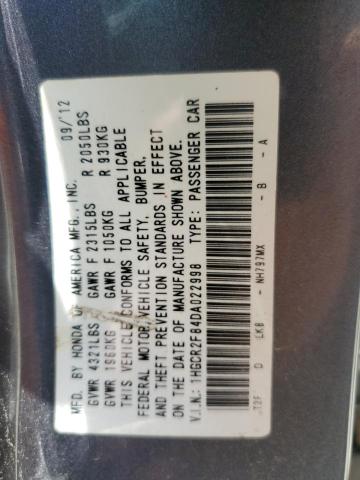 MFD. BY HONDA OF AMERICA MFG., INC. 09/'12
GVWR 4321LBS GAWR F 2315LBS R 2050LBS
GVWR 1960KG GAWR F 1050KG R 930KG
THIS VEHICLE CONFORMS TO ALL APPLICABLE
FEDERAL MOTOR VEHICLE SAFETY, BUMPER,
AND THEFT PREVENTION STANDARDS IN EFFECT
ON THE DATE OF MANUFACTURE SHOWN ABOVE.
V.I.N.: 1HGCR2F84DA022998 TYPE: PASSENGER CAR
T2F D LKB - NH797MX - B - A